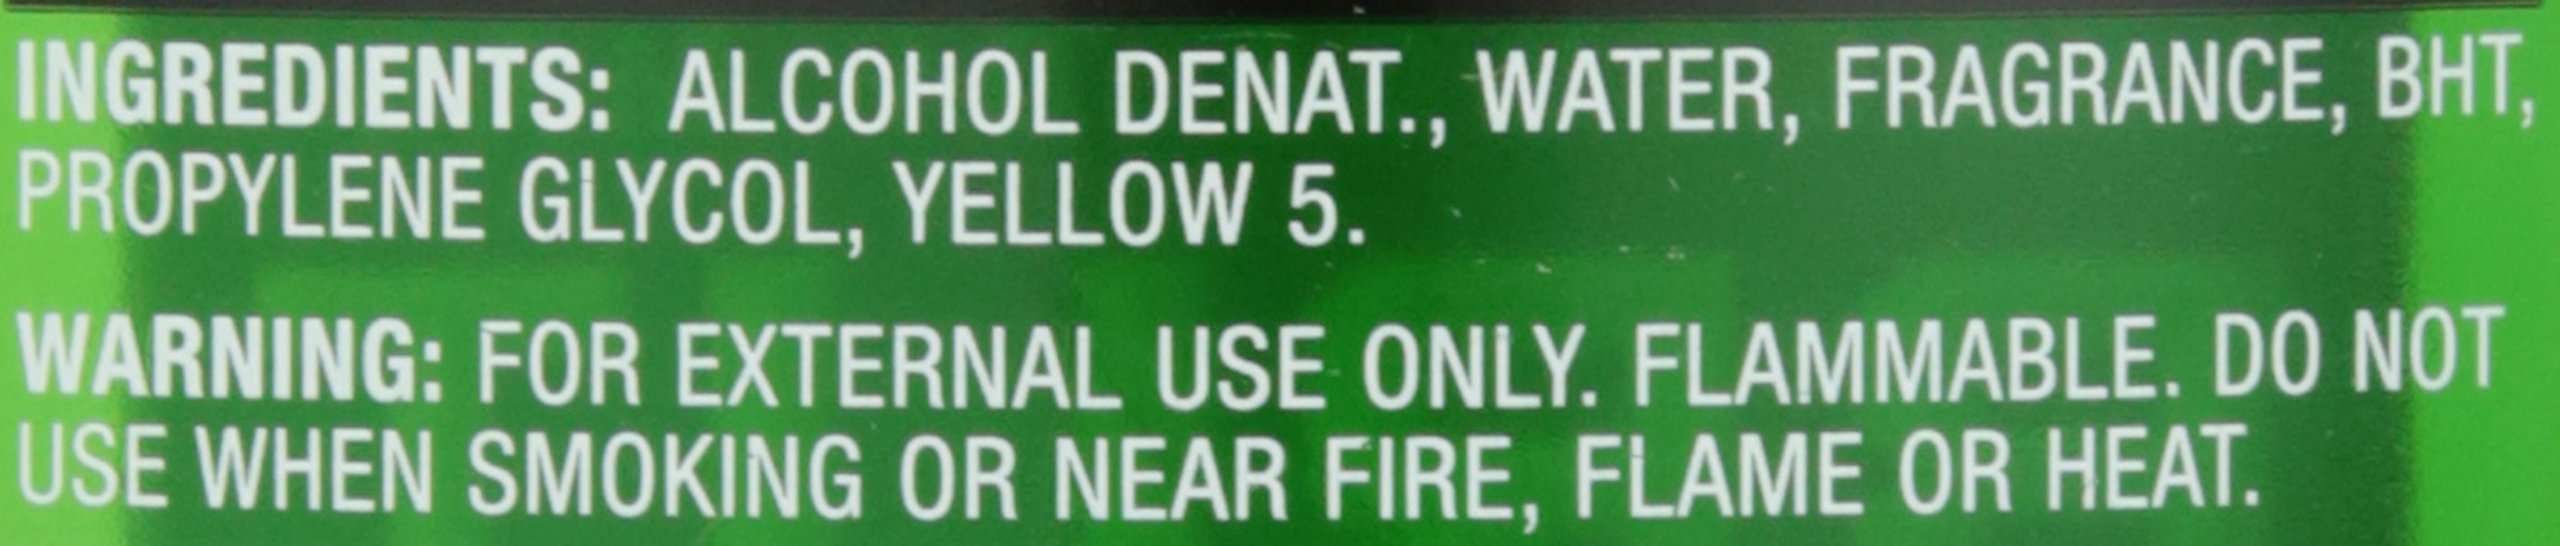 INGREDIENTS: ALCOHOL DENAT., WATER, FRAGRANCE, BHT,
PROPYLENE GLYCOL, YELLOW 5.
WARNING: FOR EXTERNAL USE ONLY. FLAMMABLE. DO NOT
USE WHEN SMOKING OR NEAR FIRE, FLAME OR HEAT.